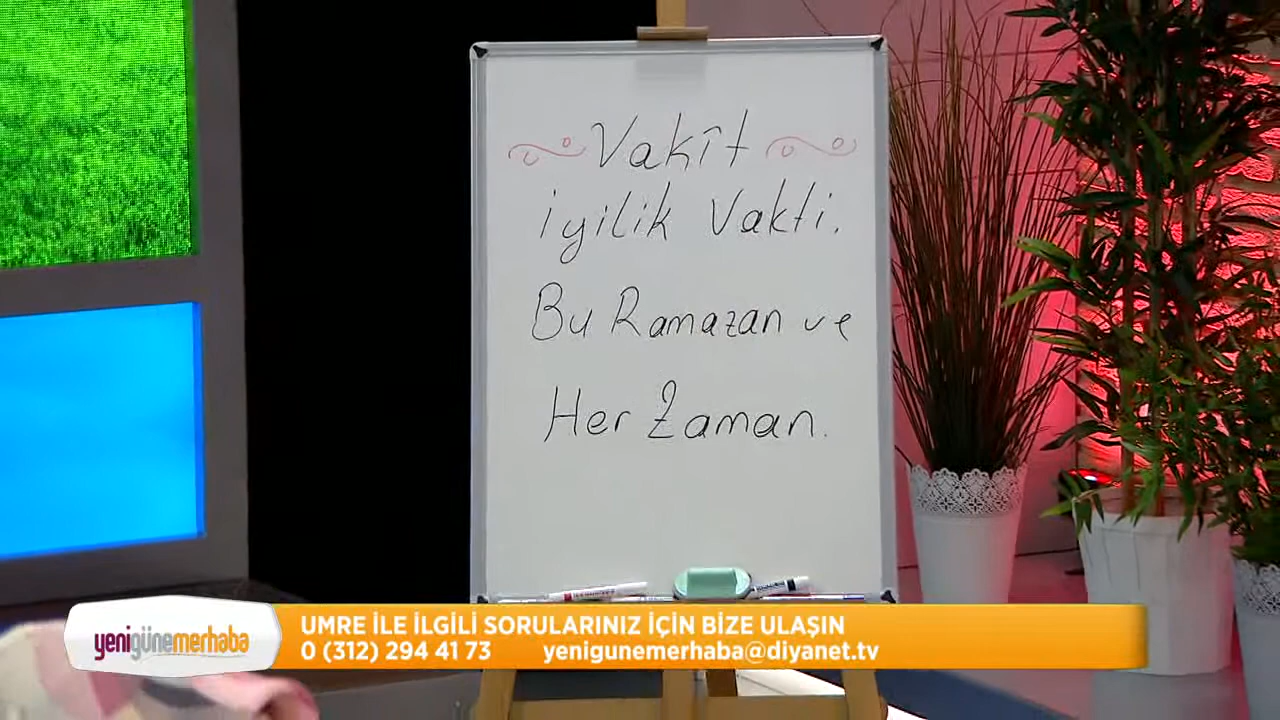 Vakît
iyilik Vakti.
Bu Ramazan ve
Her Zaman.
yenigünemerhaba
UMRE İLE İLGİLİ SORULARINIZ İÇİN BİZE ULAŞIN
0 (312) 294 41 73 yenigunemerhaba@diyanet.tv